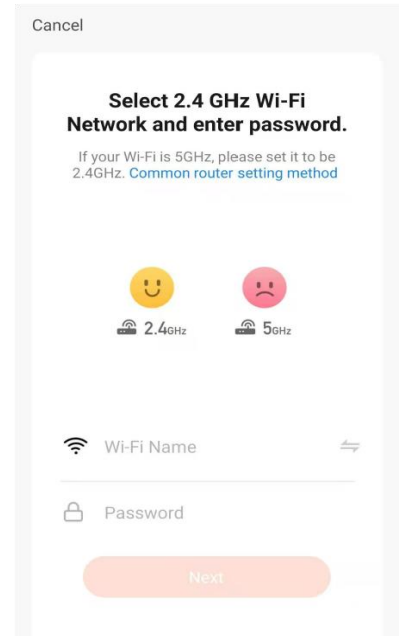 Cancel
Select 2.4 GHz Wi-Fi
Network and enter password.
If your Wi-Fi is 5GHz, please set it to be
2.4GHz. Common router setting method
2.4GHz 5GHz
Wi-Fi Name
Password
Next